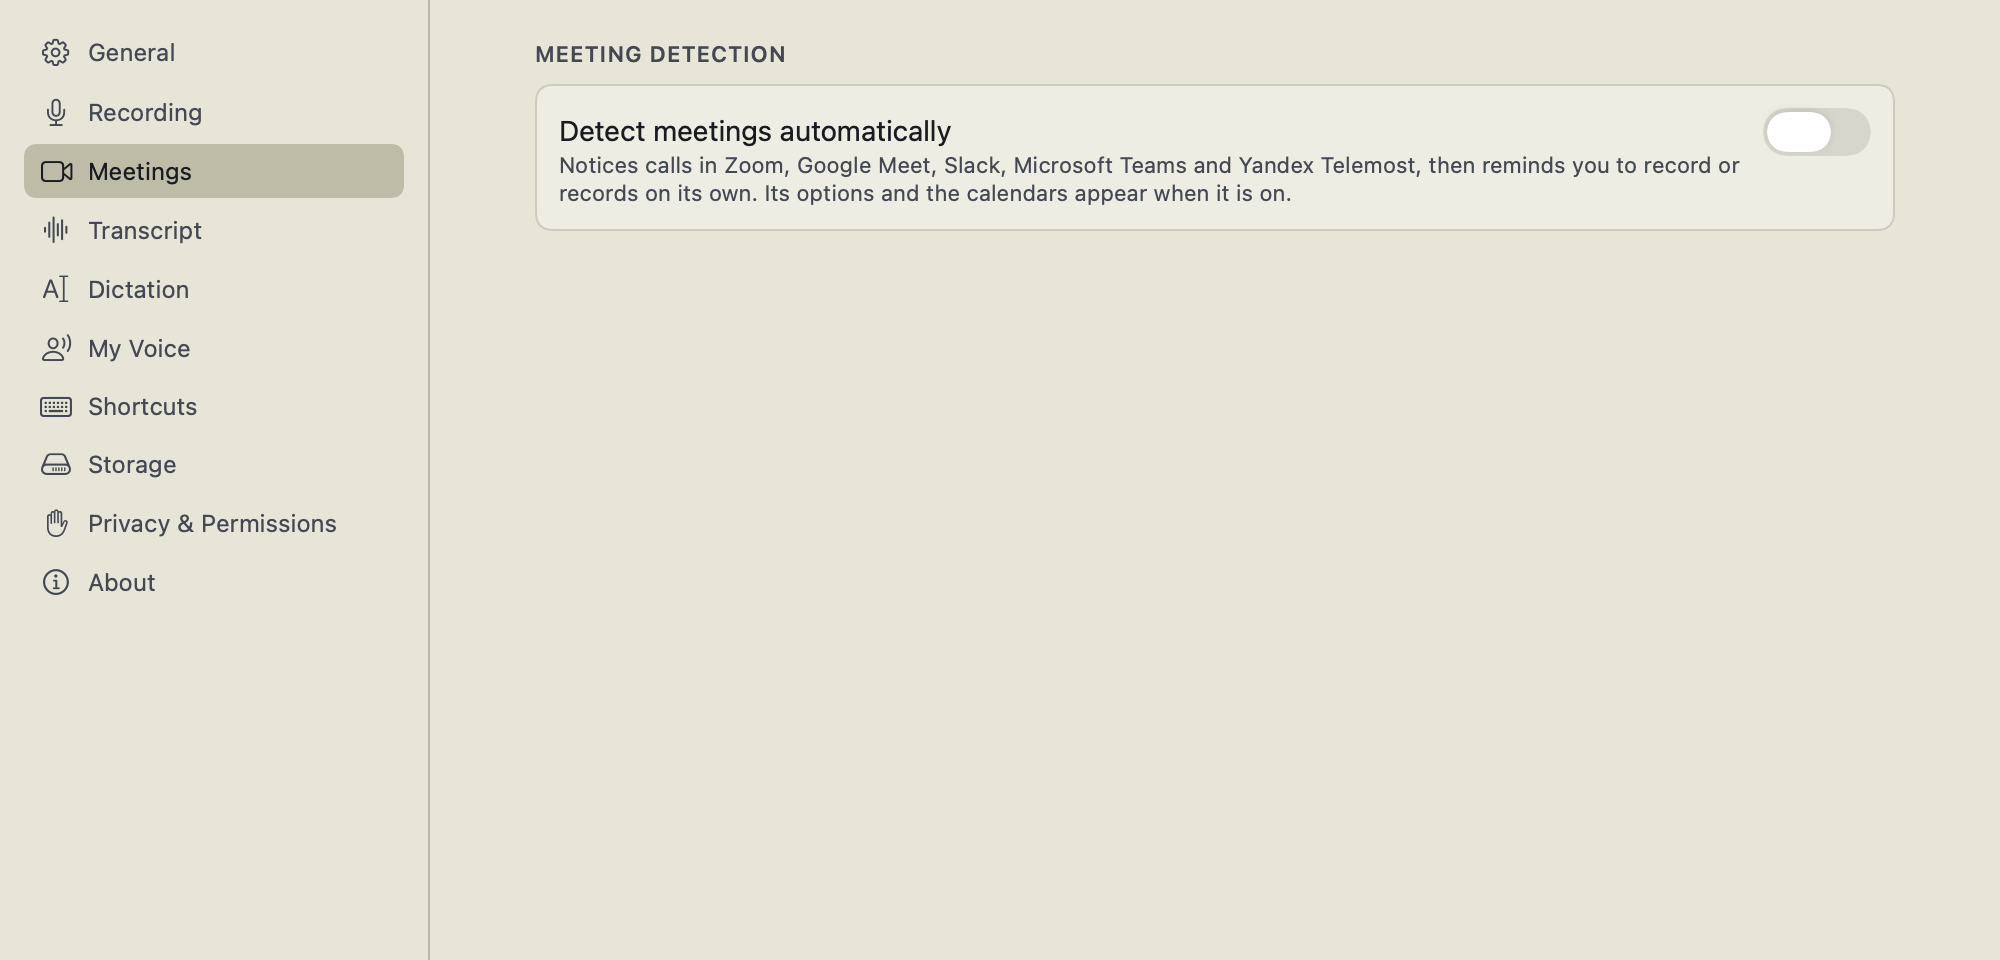 General
Recording
Meetings
Transcript
Dictation
My Voice
Shortcuts
Storage
Privacy & Permissions
About
MEETING DETECTION
Detect meetings automatically
Notices calls in Zoom, Google Meet, Slack, Microsoft Teams and Yandex Telemost, then reminds you to record or
records on its own. Its options and the calendars appear when it is on.